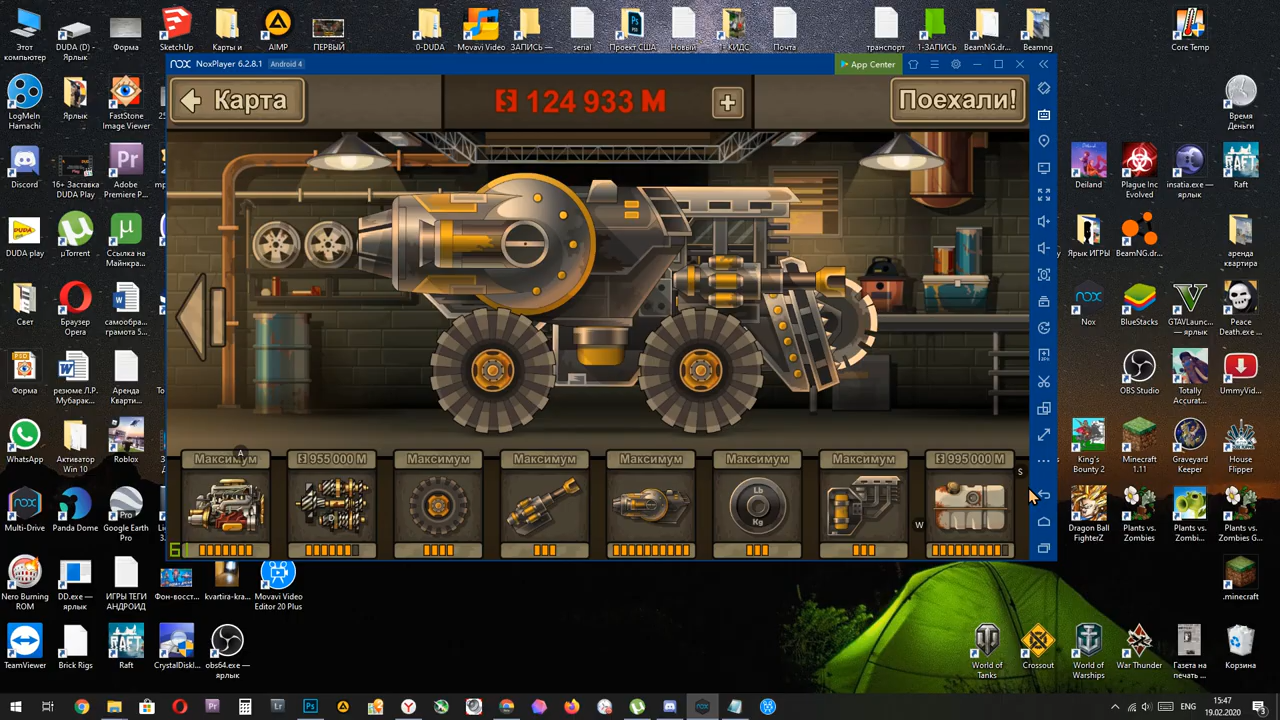 Этот компьютер
DUDA (D) — Ярлык
Форма
SketchUp
Карты и
AIMP
ПЕРВЫЙ
0-DUDA
Movavi Video
ЗАПИСЬ —
serial
Проект США
Новый
1- КИДС
Почта
транспорт
1-ЗАПИСЬ
BeamNG.dr...
Beamng
Core Temp
NoxPlayer 6.2.8.1
Android 4
App Center
Карта
124 933 M
Поехали!
LogMeIn Hamachi
Ярлык
FastStone Image Viewer
Время Деньги
Discord
16+ Заставка DUDA Play
Adobe Premiere
Deiland
Plague Inc Evolved
insatia.exe — ярлык
Raft
DUDA play
µTorrent
Ссылка на Майнкра...
Ярлык ИГРЫ
BeamNG.dr...
аренда квартира
Свет
Браузер Opera
самообра... грамота 5...
Nox
BlueStacks
GTAVLaunc... — ярлык
Peace Death.exe ...
Форма
резюме Л.Р. Мубарак...
Аренда Кварти...
OBS Studio
Totally Accurat...
UmmyVid...
WhatsApp
Активатор Win 10
Roblox
King's Bounty 2
Minecraft 1.11
Graveyard Keeper
House Flipper
Максимум
955 000 M
Максимум
Максимум
Максимум
Максимум
Максимум
995 000 M
A
S
W
Lb
Kg
Multi-Drive
Panda Dome
Google Earth Pro
Dragon Ball FighterZ
Plants vs. Zombies
Plants vs. Zombi...
Plants vs. Zombies
Nero Burning ROM
DD.exe — ярлык
ИГРЫ ТЕГИ АНДРОИД
Фон-восст...
kvartira-kra...
Movavi Video Editor 20 Plus
.minecraft
TeamViewer
Brick Rigs
Raft
CrystalDiskI...
obs64.exe — ярлык
World of Tanks
Crossout
World of Warships
War Thunder
Газета на печать ...
Корзина
ENG
15:47
19.02.2020